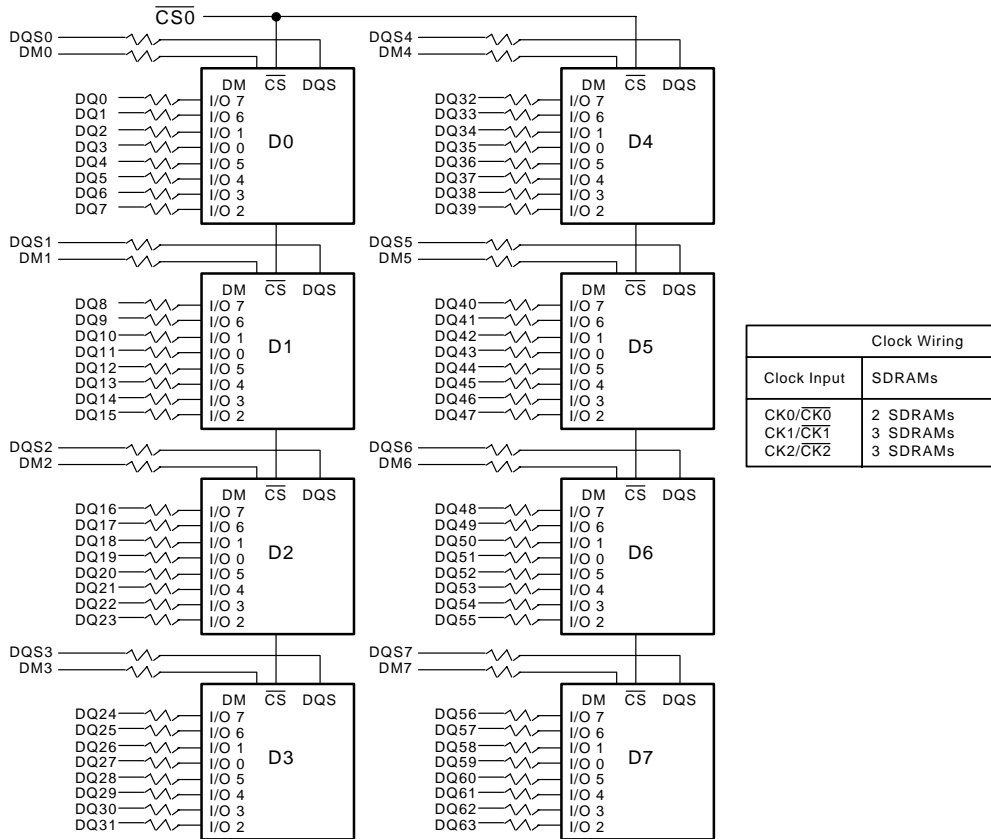 CS0
DQS0
DM0
DM CS DQS
DQ0 I/O 7
DQ1 I/O 6
DQ2 I/O 1
DQ3 I/O 0
DQ4 I/O 5
DQ5 I/O 4
DQ6 I/O 3
DQ7 I/O 2
D0
DQS1
DM1
DM CS DQS
DQ8 I/O 7
DQ9 I/O 6
DQ10 I/O 1
DQ11 I/O 0
DQ12 I/O 5
DQ13 I/O 4
DQ14 I/O 3
DQ15 I/O 2
D1
DQS2
DM2
DM CS DQS
DQ16 I/O 7
DQ17 I/O 6
DQ18 I/O 1
DQ19 I/O 0
DQ20 I/O 5
DQ21 I/O 4
DQ22 I/O 3
DQ23 I/O 2
D2
DQS3
DM3
DM CS DQS
DQ24 I/O 7
DQ25 I/O 6
DQ26 I/O 1
DQ27 I/O 0
DQ28 I/O 5
DQ29 I/O 4
DQ30 I/O 3
DQ31 I/O 2
D3
DQS4
DM4
DM CS DQS
DQ32 I/O 7
DQ33 I/O 6
DQ34 I/O 1
DQ35 I/O 0
DQ36 I/O 5
DQ37 I/O 4
DQ38 I/O 3
DQ39 I/O 2
D4
DQS5
DM5
DM CS DQS
DQ40 I/O 7
DQ41 I/O 6
DQ42 I/O 1
DQ43 I/O 0
DQ44 I/O 5
DQ45 I/O 4
DQ46 I/O 3
DQ47 I/O 2
D5
DQS6
DM6
DM CS DQS
DQ48 I/O 7
DQ49 I/O 6
DQ50 I/O 1
DQ51 I/O 0
DQ52 I/O 5
DQ53 I/O 4
DQ54 I/O 3
DQ55 I/O 2
D6
DQS7
DM7
DM CS DQS
DQ56 I/O 7
DQ57 I/O 6
DQ58 I/O 1
DQ59 I/O 0
DQ60 I/O 5
DQ61 I/O 4
DQ62 I/O 3
DQ63 I/O 2
D7
Clock Wiring
Clock Input SDRAMs
CK0/CK0 2 SDRAMs
CK1/CK1 3 SDRAMs
CK2/CK2 3 SDRAMs